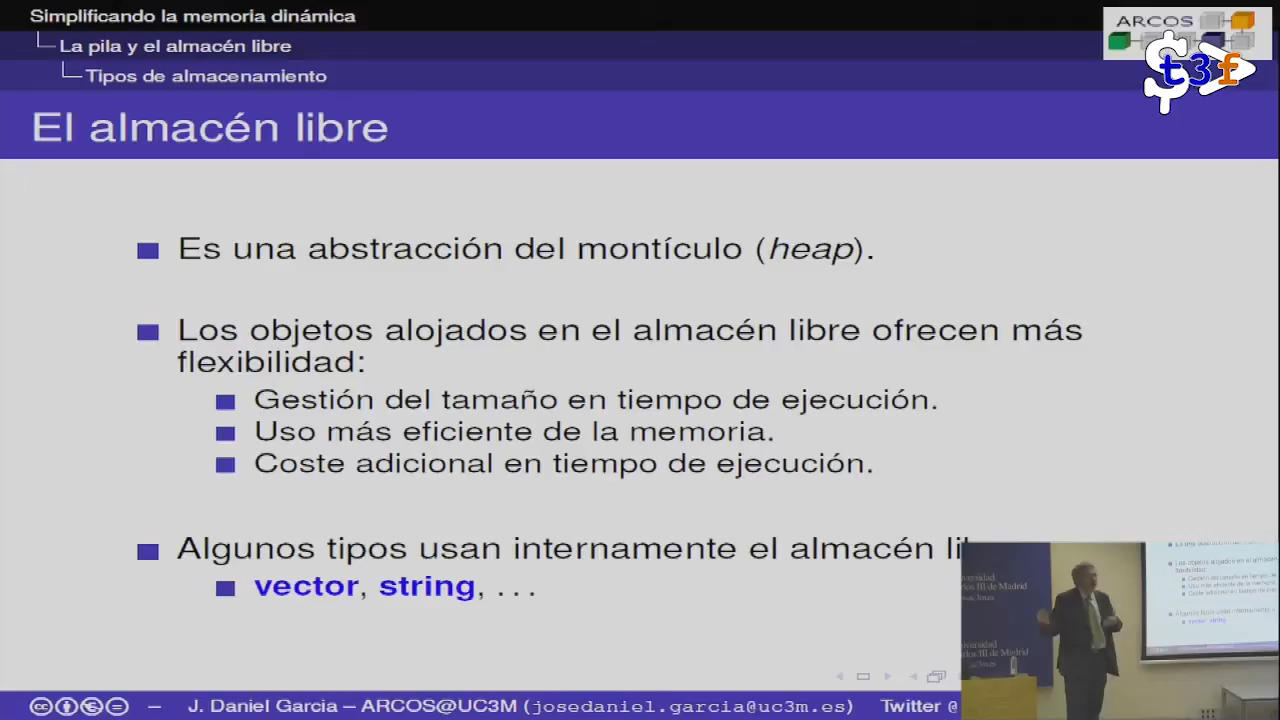 Simplificando la memoria dinámica
La pila y el almacén libre
Tipos de almacenamiento
ARCOS
t3f
El almacén libre
Es una abstracción del montículo (heap).
Los objetos alojados en el almacén libre ofrecen más
flexibilidad:
Gestión del tamaño en tiempo de ejecución.
Uso más eficiente de la memoria.
Coste adicional en tiempo de ejecución.
Algunos tipos usan internamente el almacén li
vector, string, ...
J. Daniel Garcia – ARCOS@UC3M (josedaniel.garcia@uc3m.es)
Twitter @